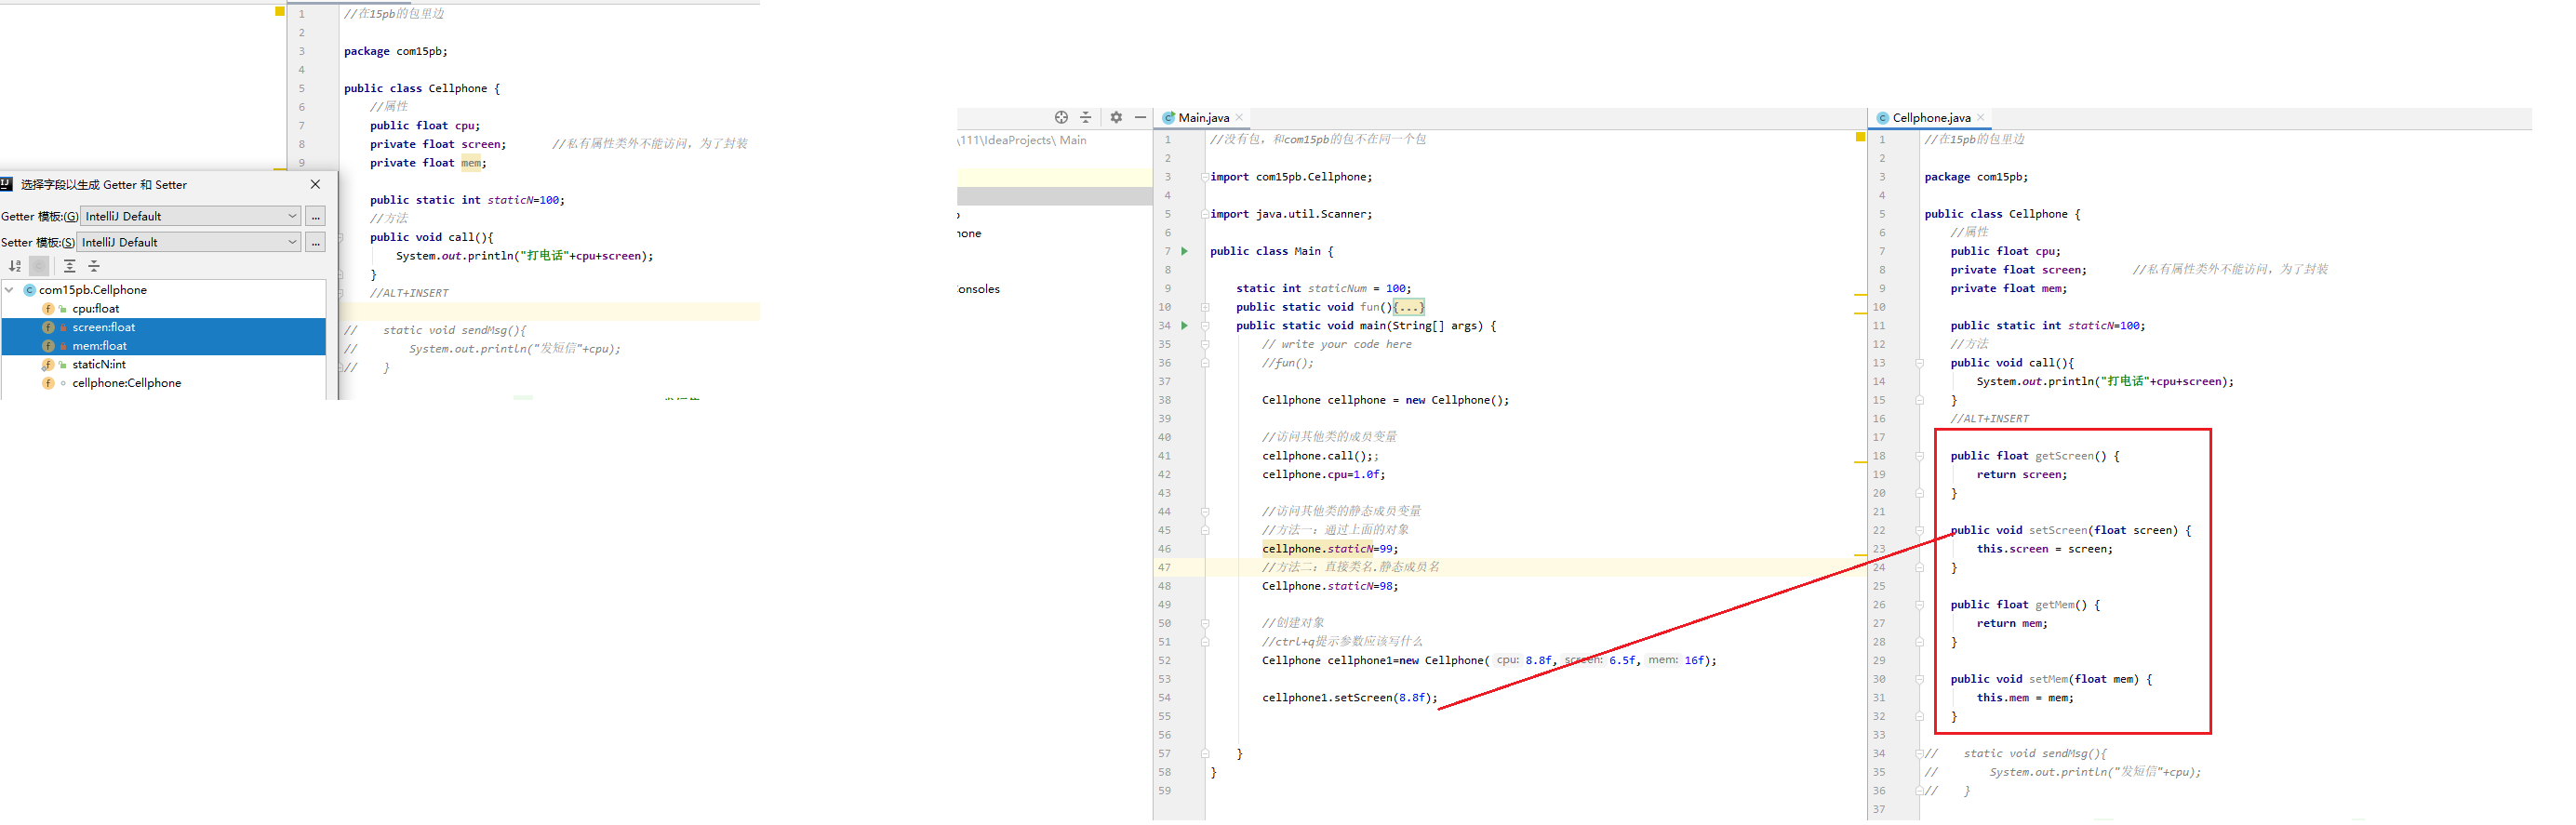 1 //在15pb的包里边
2
3 package com15pb;
4
5 public class Cellphone {
6 //属性
7 public float cpu;
8 private float screen; //私有属性类外不能访问，为了封装
9 private float mem;
public static int staticN=100;
//方法
public void call(){
System.out.println("打电话"+cpu+screen);
}
//ALT+INSERT
// static void sendMsg(){
// System.out.println("发短信"+cpu);
// }
选择字段以生成 Getter 和 Setter
Getter 模板:(G) IntelliJ Default ...
Setter 模板:(S) IntelliJ Default ...
com15pb.Cellphone
cpu:float
screen:float
mem:float
staticN:int
cellphone:Cellphone
\111\IdeaProjects\ Main
hone
Consoles
Main.java
1 //没有包，和com15pb的包不在同一个包
2
3 import com15pb.Cellphone;
4
5 import java.util.Scanner;
6
7 public class Main {
8
9 static int staticNum = 100;
10 public static void fun(){...}
34 public static void main(String[] args) {
35 // write your code here
36 //fun();
37
38 Cellphone cellphone = new Cellphone();
39
40 //访问其他类的成员变量
41 cellphone.call();;
42 cellphone.cpu=1.0f;
43
44 //访问其他类的静态成员变量
45 //方法一：通过上面的对象
46 cellphone.staticN=99;
47 //方法二：直接类名.静态成员名
48 Cellphone.staticN=98;
49
50 //创建对象
51 //ctrl+q提示参数应该写什么
52 Cellphone cellphone1=new Cellphone( cpu: 8.8f, screen: 6.5f, mem: 16f);
53
54 cellphone1.setScreen(8.8f);
55
56
57 }
58 }
59
Cellphone.java
1 //在15pb的包里边
2
3 package com15pb;
4
5 public class Cellphone {
6 //属性
7 public float cpu;
8 private float screen; //私有属性类外不能访问，为了封装
9 private float mem;
10
11 public static int staticN=100;
12 //方法
13 public void call(){
14 System.out.println("打电话"+cpu+screen);
15 }
16 //ALT+INSERT
17
18 public float getScreen() {
19 return screen;
20 }
21
22 public void setScreen(float screen) {
23 this.screen = screen;
24 }
25
26 public float getMem() {
27 return mem;
28 }
29
30 public void setMem(float mem) {
31 this.mem = mem;
32 }
33
34 // static void sendMsg(){
35 // System.out.println("发短信"+cpu);
36 // }
37